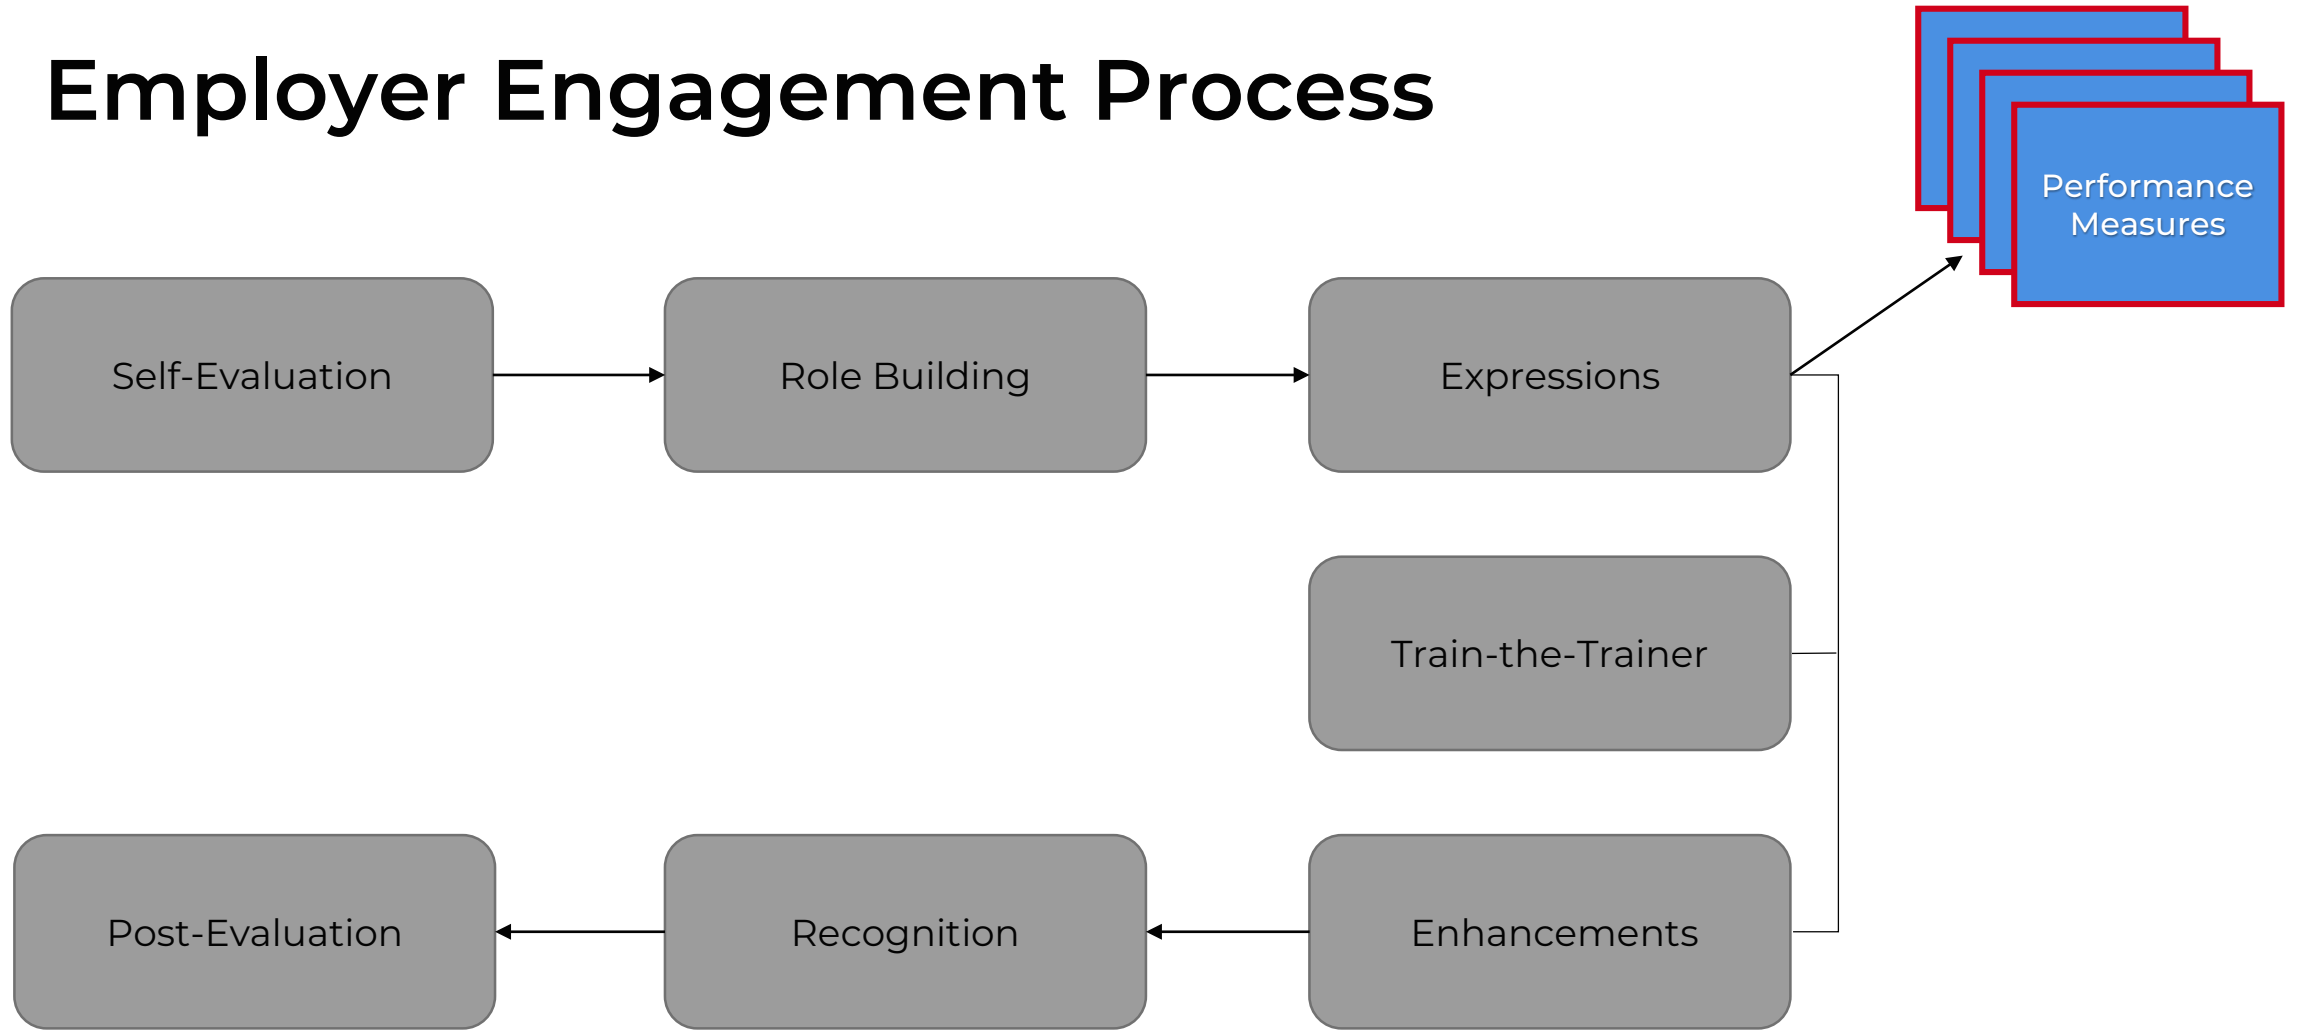 Employer Engagement Process
Performance
Measures
Self-Evaluation
Role Building
Expressions
Train-the-Trainer
Post-Evaluation
Recognition
Enhancements